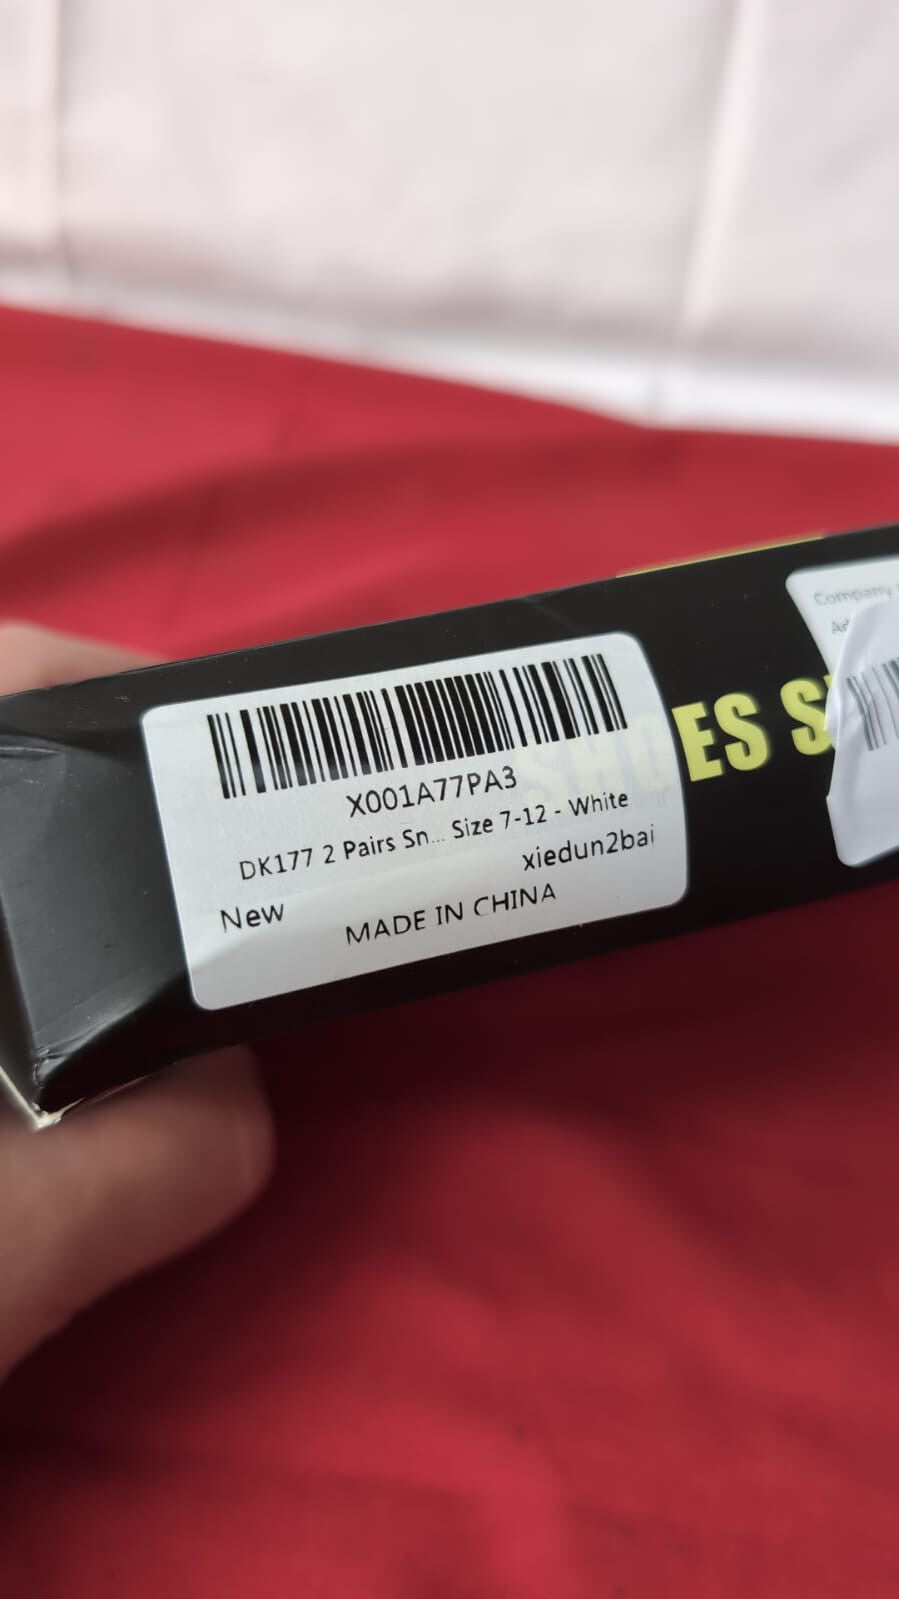 X001A77PA3
DK177 2 Pairs Sn... Size 7-12 - White
xiedun2bai
New
MADE IN CHINA
SHOES S
Company